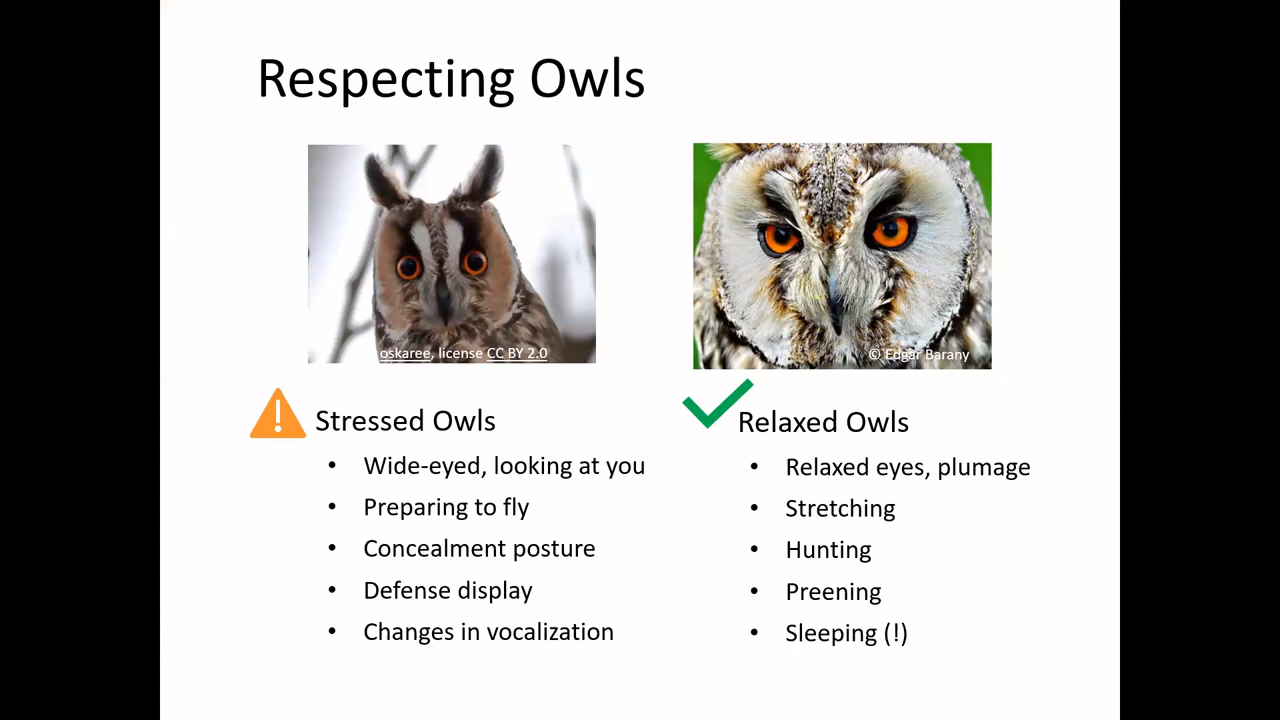 Respecting Owls
oskaree, license CC BY 2.0
© Edgar Barany
Stressed Owls
• Wide-eyed, looking at you
• Preparing to fly
• Concealment posture
• Defense display
• Changes in vocalization
Relaxed Owls
• Relaxed eyes, plumage
• Stretching
• Hunting
• Preening
• Sleeping (!)